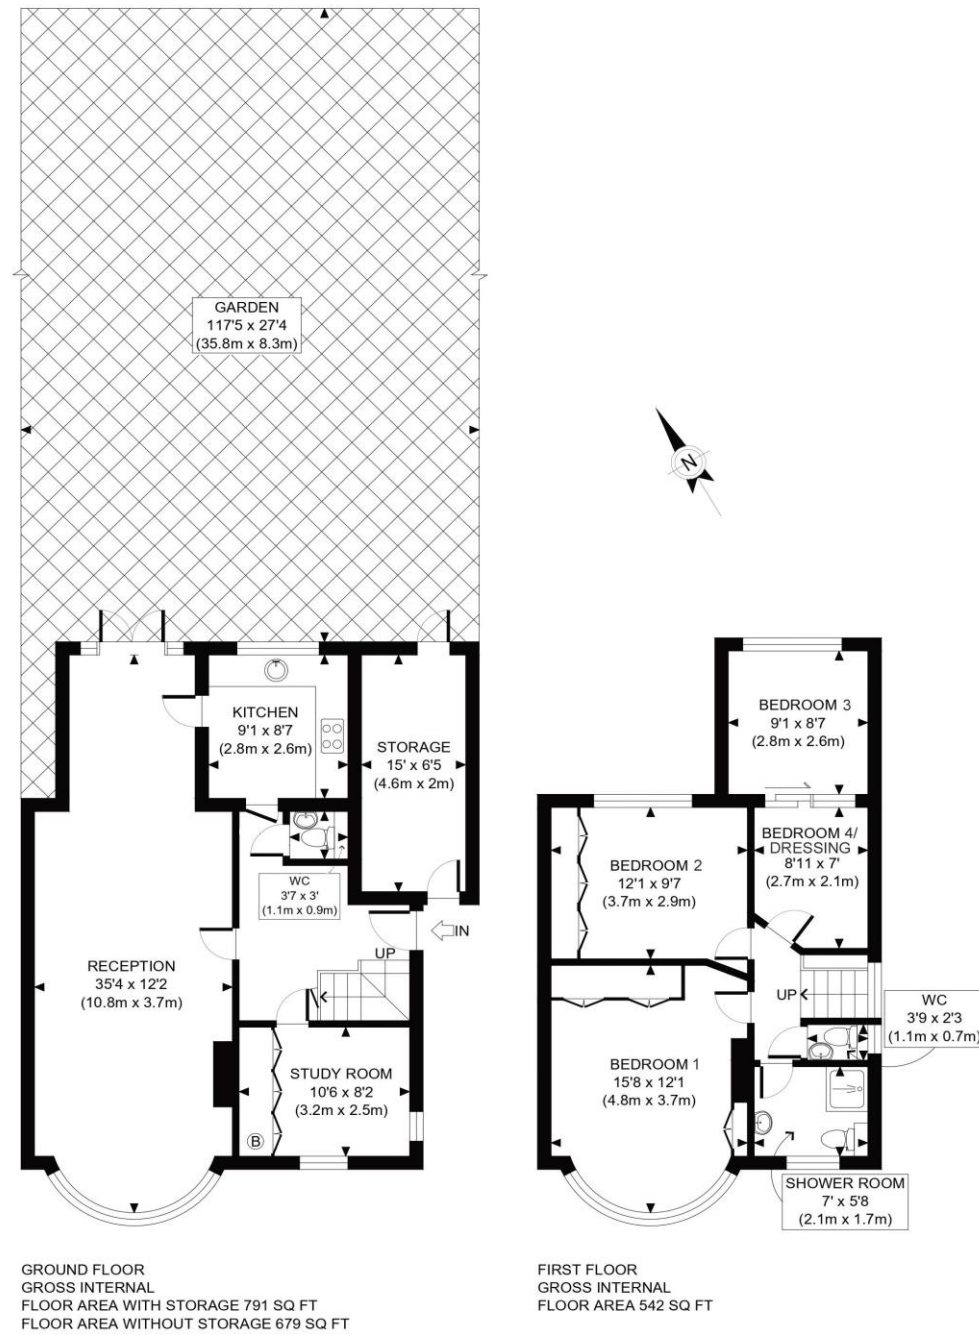 GARDEN
117'5 x 27'4
(35.8m x 8.3m)
N
KITCHEN
9'1 x 8'7
(2.8m x 2.6m)
STORAGE
15' x 6'5
(4.6m x 2m)
WC
3'7 x 3'
(1.1m x 0.9m)
IN
UP
RECEPTION
35'4 x 12'2
(10.8m x 3.7m)
STUDY ROOM
10'6 x 8'2
(3.2m x 2.5m)
B
BEDROOM 3
9'1 x 8'7
(2.8m x 2.6m)
BEDROOM 4/
DRESSING
8'11 x 7'
(2.7m x 2.1m)
BEDROOM 2
12'1 x 9'7
(3.7m x 2.9m)
UP
WC
3'9 x 2'3
(1.1m x 0.7m)
BEDROOM 1
15'8 x 12'1
(4.8m x 3.7m)
SHOWER ROOM
7' x 5'8
(2.1m x 1.7m)
GROUND FLOOR
GROSS INTERNAL
FLOOR AREA WITH STORAGE 791 SQ FT
FLOOR AREA WITHOUT STORAGE 679 SQ FT
FIRST FLOOR
GROSS INTERNAL
FLOOR AREA 542 SQ FT